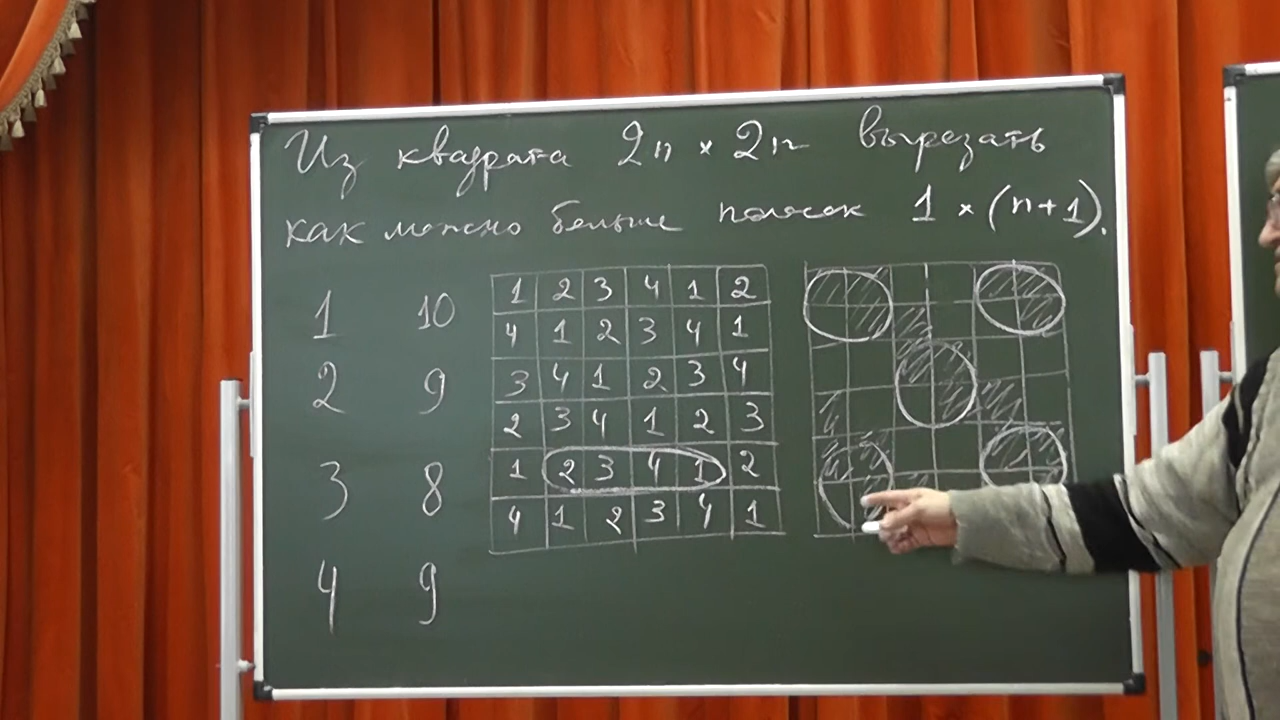 Из квадрата 2n × 2n вырезать
как можно больше полосок 1 × (n+1).
1 10
2 9
3 8
4 9
1 2 3 4 1 2
4 1 2 3 4 1
3 4 1 2 3 4
2 3 4 1 2 3
1 2 3 4 1 2
4 1 2 3 4 1